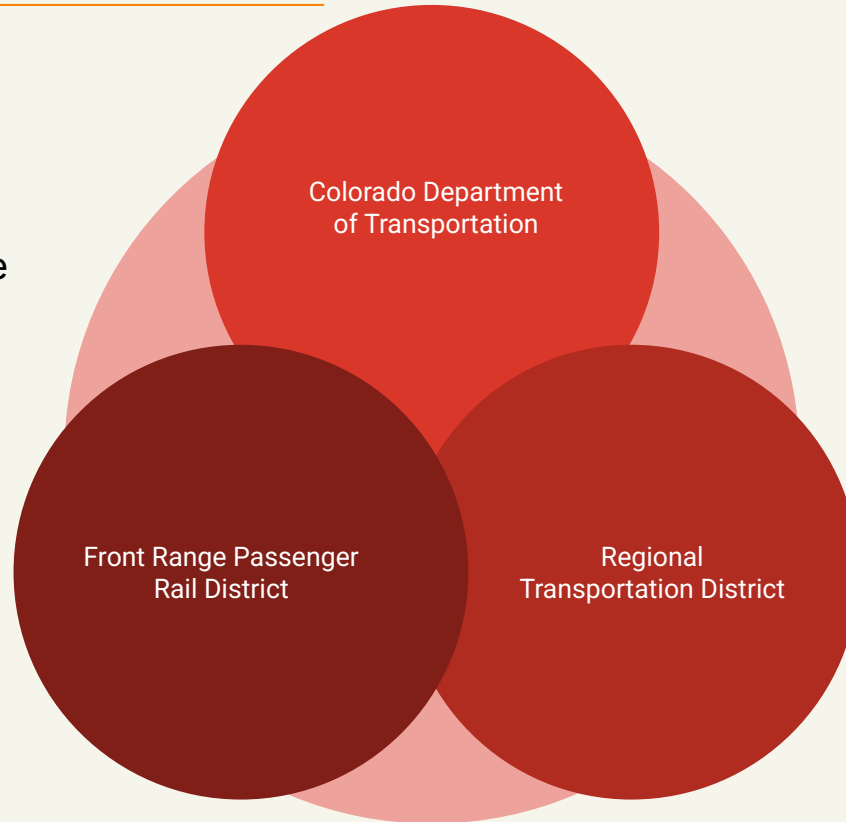 Colorado Department
of Transportation
e
Front Range Passenger
Rail District
Regional
Transportation District